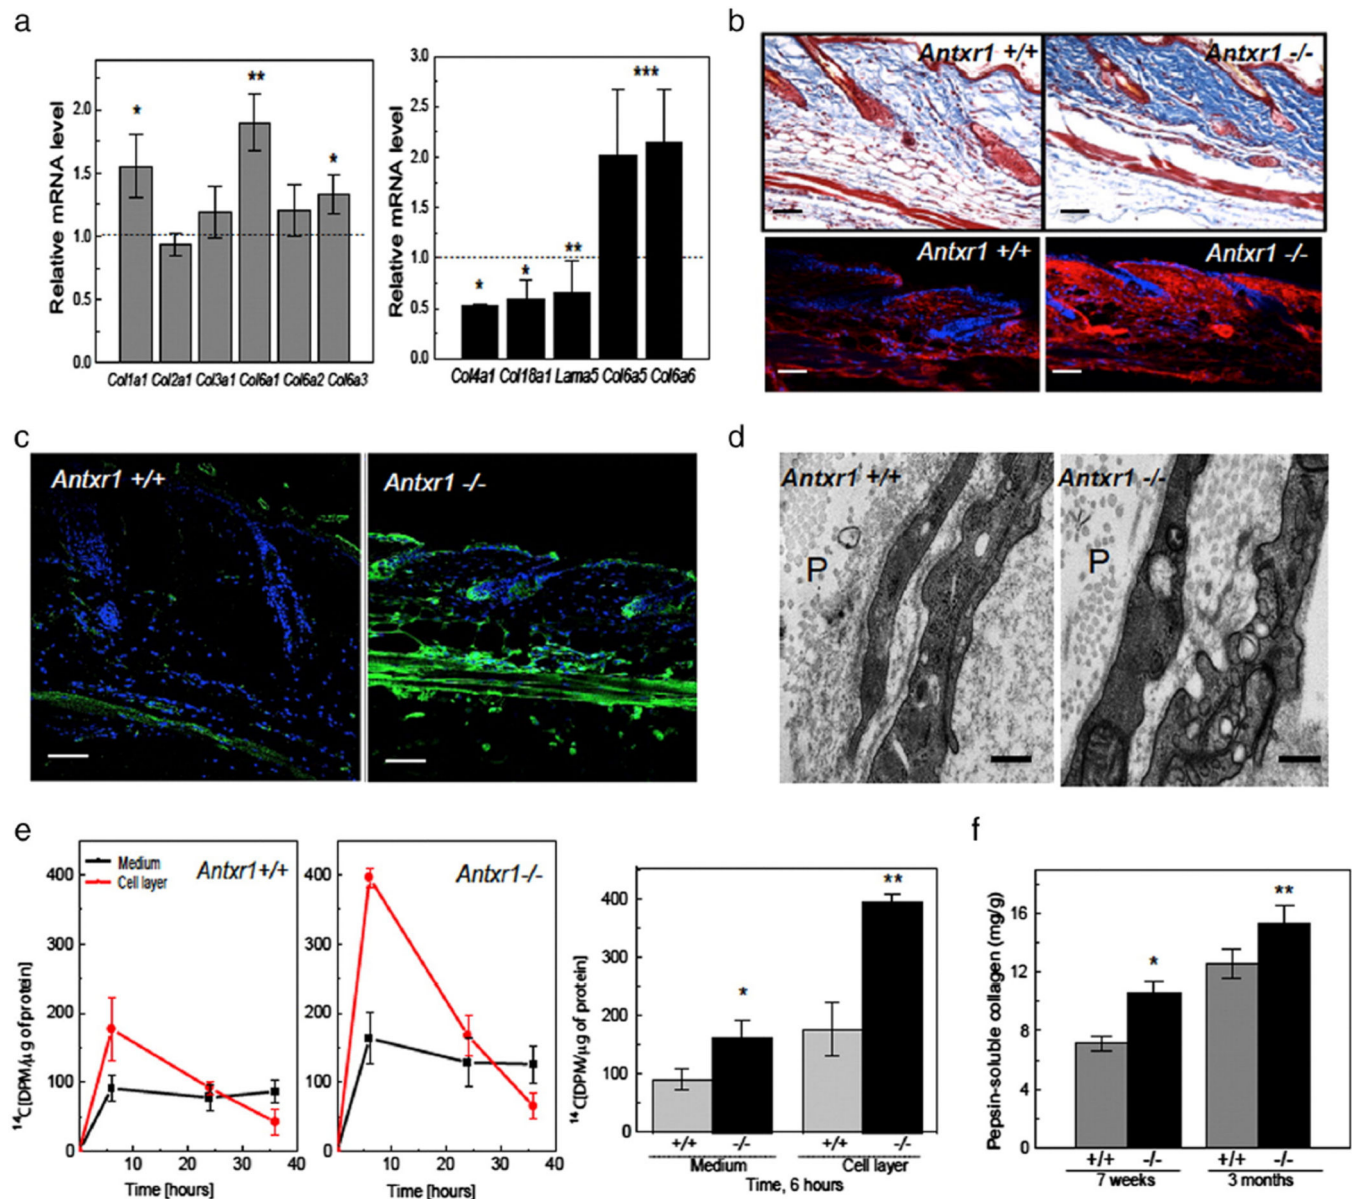 a
Relative mRNA level
2.0
1.5
1.0
0.5
0.0
*
**
*
Col1a1 Col2a1 Col3a1 Col6a1 Col6a2 Col6a3
Relative mRNA level
3.0
2.5
2.0
1.5
1.0
0.5
0.0
*
*
**
***
Col4a1 Col18a1 Lama5 Col6a5 Col6a6
b
Antxr1 +/+
Antxr1 -/-
Antxr1 +/+
Antxr1 -/-
c
Antxr1 +/+
Antxr1 -/-
d
Antxr1 +/+
P
Antxr1 -/-
P
e
14C[DPM/µg of protein]
400
300
200
100
0
Medium
Cell layer
Antxr1+/+
0 10 20 30 40
Time [hours]
400
300
200
100
0
Antxr1-/-
0 10 20 30 40
Time [hours]
14C[DPM/µg of protein]
400
300
200
100
0
*
**
+/+ -/- +/+ -/-
Medium Cell layer
Time, 6 hours
f
Pepsin-soluble collagen (mg/g)
16
12
8
4
0
*
**
+/+ -/- +/+ -/-
7 weeks 3 months